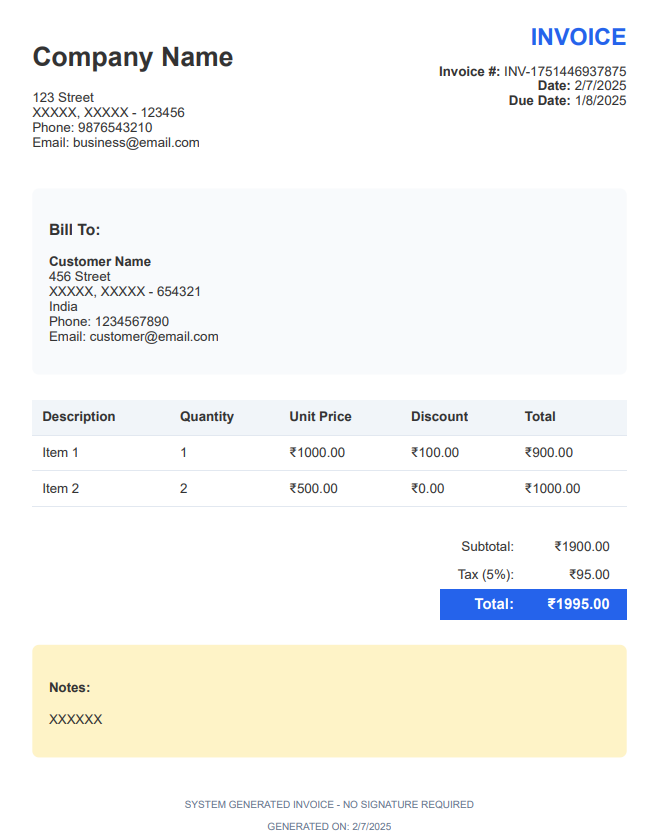 INVOICE
Company Name
Invoice #: INV-1751446937875
Date: 2/7/2025
Due Date: 1/8/2025
123 Street
XXXXX, XXXXX - 123456
Phone: 9876543210
Email: business@email.com
Bill To:
Customer Name
456 Street
XXXXX, XXXXX - 654321
India
Phone: 1234567890
Email: customer@email.com
Description Quantity Unit Price Discount Total
Item 1 1 ₹1000.00 ₹100.00 ₹900.00
Item 2 2 ₹500.00 ₹0.00 ₹1000.00
Subtotal: ₹1900.00
Tax (5%): ₹95.00
Total: ₹1995.00
Notes:
XXXXXX
SYSTEM GENERATED INVOICE - NO SIGNATURE REQUIRED
GENERATED ON: 2/7/2025